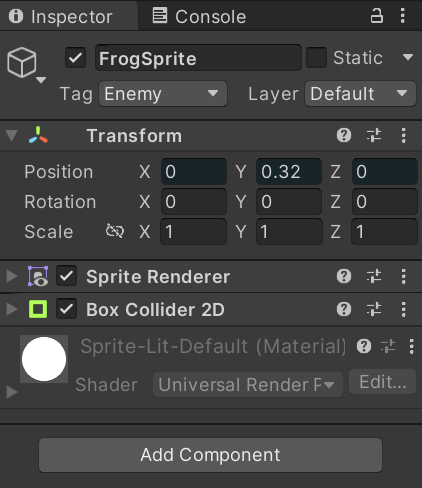 Inspector Console
FrogSprite Static
Tag Enemy Layer Default
Transform
Position X 0 Y 0.32 Z 0
Rotation X 0 Y 0 Z 0
Scale X 1 Y 1 Z 1
Sprite Renderer
Box Collider 2D
Sprite-Lit-Default (Material)
Shader Universal Render P Edit...
Add Component